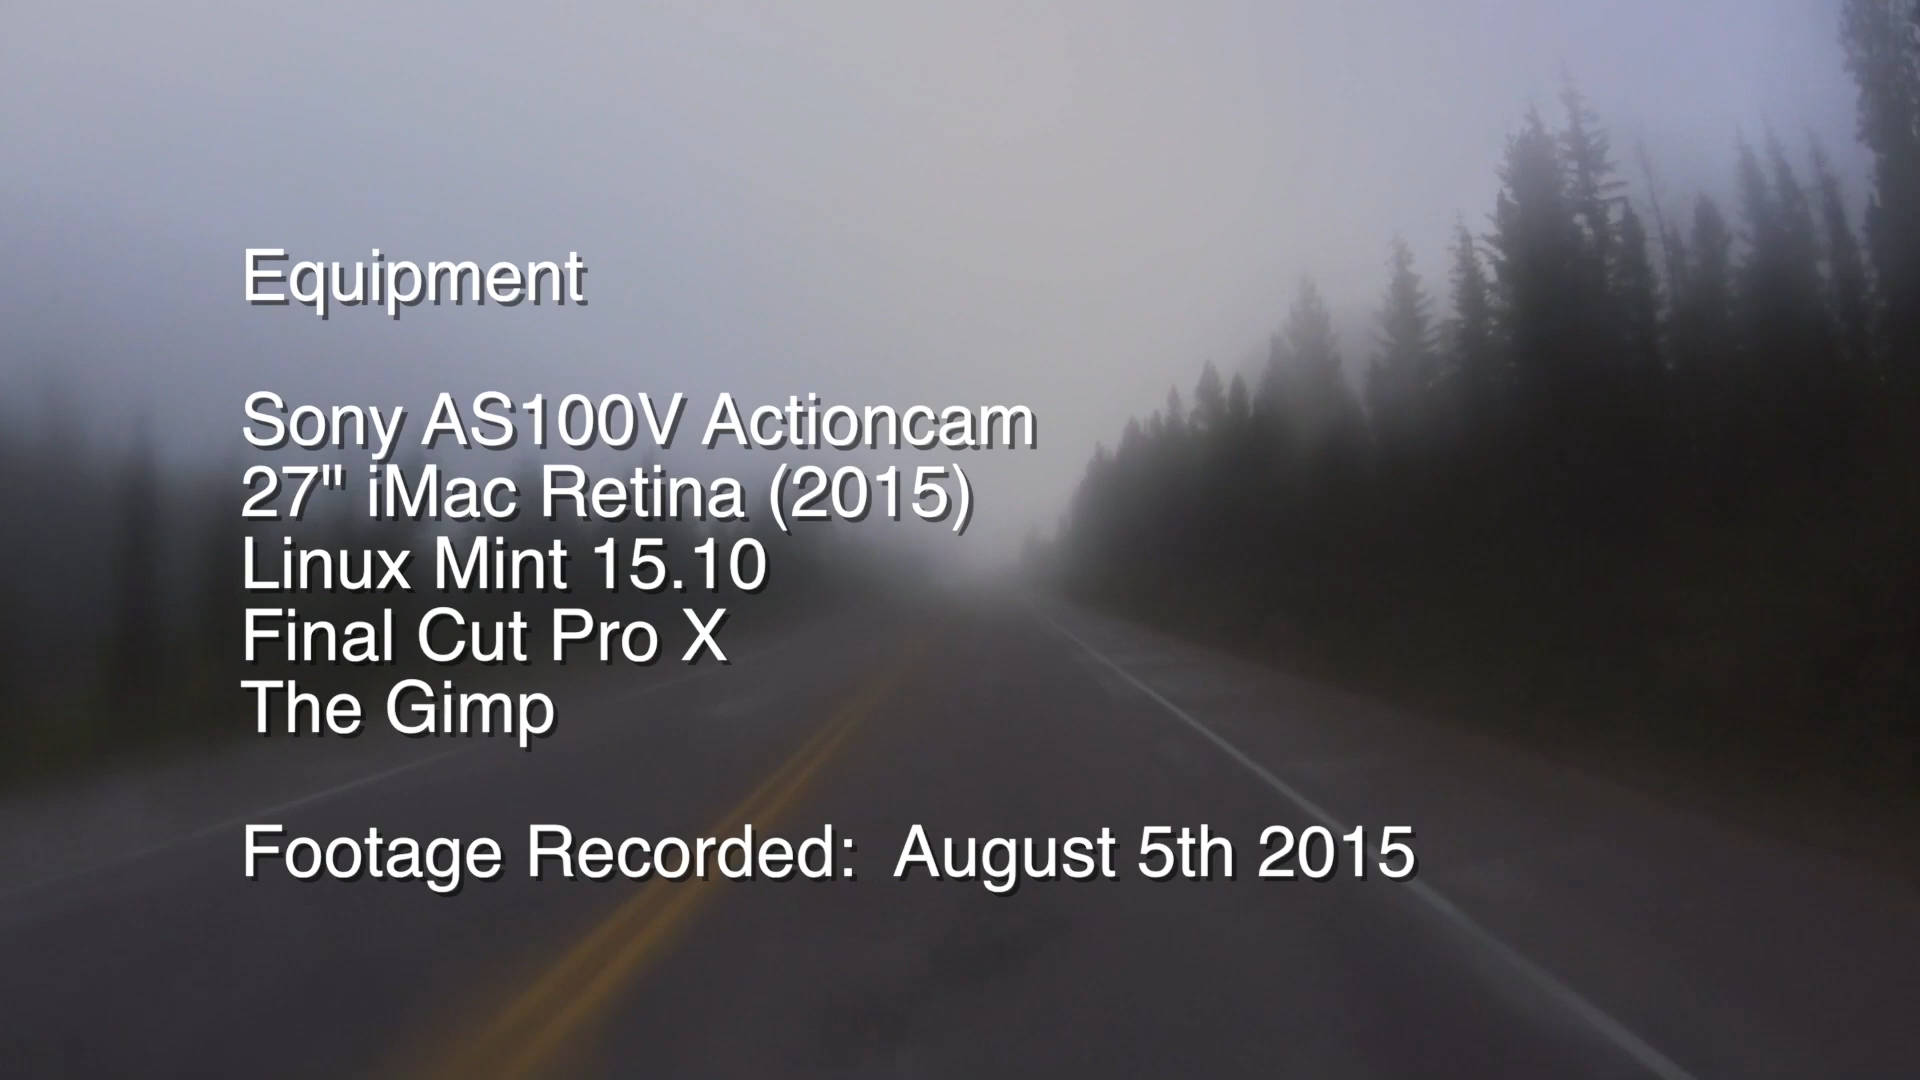 Equipment
Sony AS100V Actioncam
27" iMac Retina (2015)
Linux Mint 15.10
Final Cut Pro X
The Gimp
Footage Recorded:  August 5th 2015